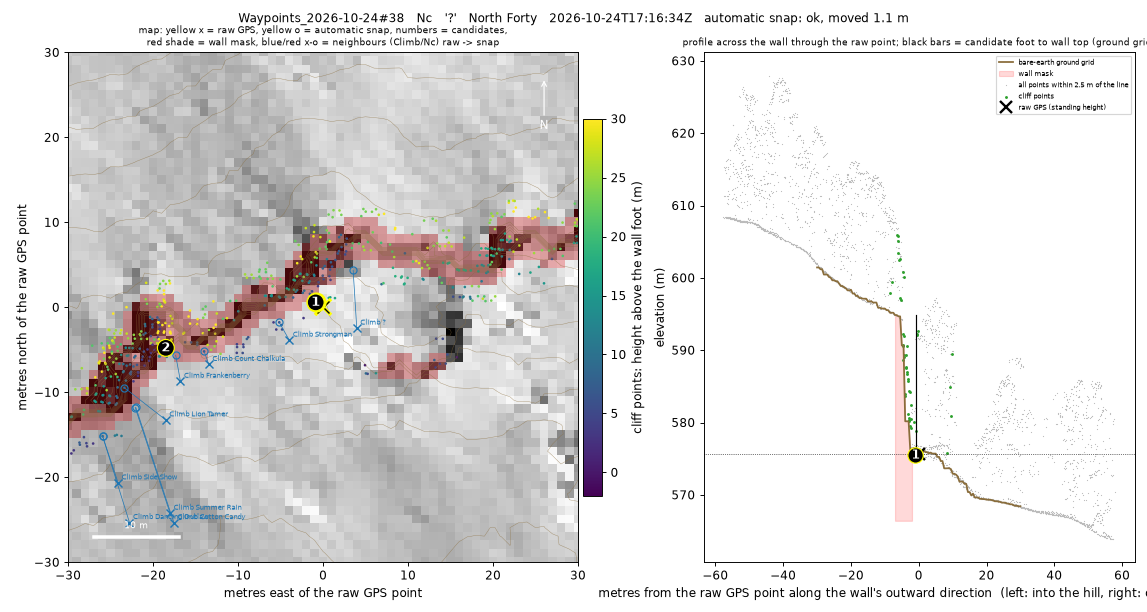 Waypoints_2026-10-24#38 Nc '?' North Forty 2026-10-24T17:16:34Z automatic snap: ok, moved 1.1 m
map: yellow x = raw GPS, yellow o = automatic snap, numbers = candidates,
red shade = wall mask, blue/red x-o = neighbours (Climb/Nc) raw -> snap
profile across the wall through the raw point; black bars = candidate foot to wall top (ground gri
30
20
10
0
−10
−20
−30
−30
−20
−10
0
10
20
30
metres north of the raw GPS point
metres east of the raw GPS point
N
1
2
Climb ?
Climb Strongman
Climb Count Chalkula
Climb Frankenberry
Climb Lion Tamer
Climb Side Show
Climb Summer Rain
Cotton Candy
30
25
20
15
10
5
0
cliff points: height above the wall foot (m)
630
620
610
600
590
580
570
elevation (m)
bare-earth ground grid
wall mask
all points within 2.5 m of the line
cliff points
raw GPS (standing height)
1
−60
−40
−20
0
20
40
60
metres from the raw GPS point along the wall's outward direction (left: into the hill, right: